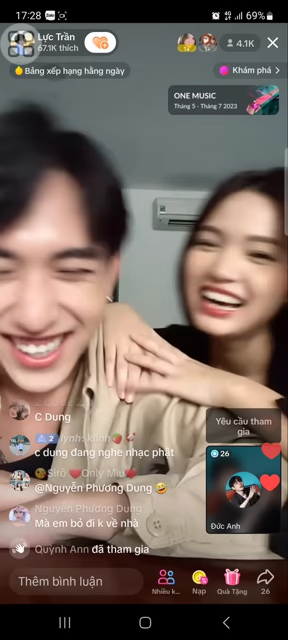 17:28
69%
Lực Trần
67.1K thích
4.1K
Bảng xếp hạng hằng ngày
Khám phá >
ONE MUSIC
Tháng 5 - Tháng 7 2023
C Dung
2
c dung đang nghe nhạc phát
Sirô ❤️Only Miu❤️
@Nguyễn Phương Dung 🤣
Nguyễn Phương Dung
Mà em bỏ đi k về nhà
Quỳnh Ann đã tham gia
Yêu cầu tham
gia
26
Đức Anh
Thêm bình luận
Nhiều k...
Nạp
Quà Tặng
26